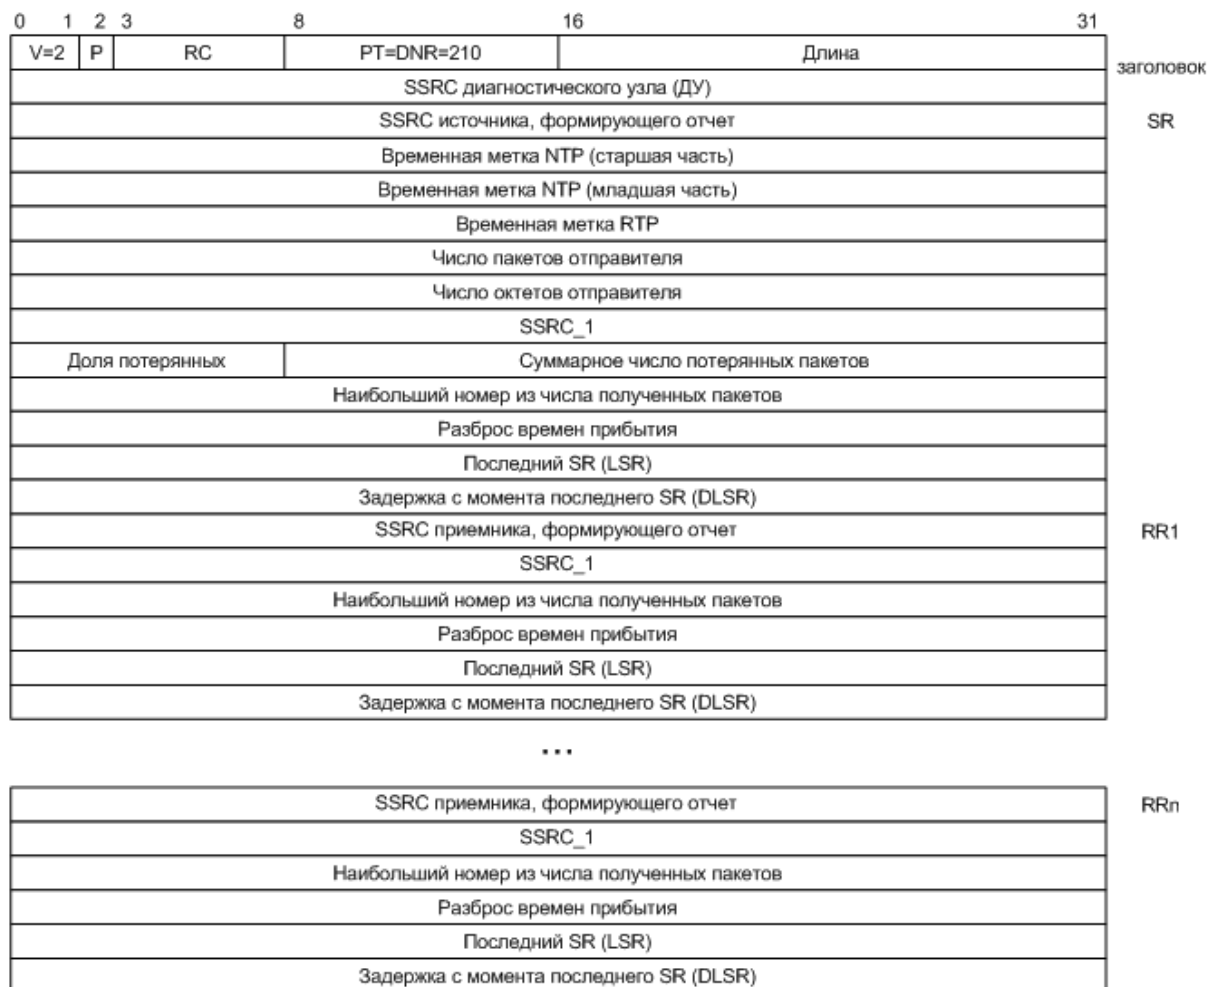 0 1 2 3 8 16 31
V=2 P RC PT=DNR=210 Длина
заголовок
SSRC диагностического узла (ДУ)
SSRC источника, формирующего отчет SR
Временная метка NTP (старшая часть)
Временная метка NTP (младшая часть)
Временная метка RTP
Число пакетов отправителя
Число октетов отправителя
SSRC_1
Доля потерянных Суммарное число потерянных пакетов
Наибольший номер из числа полученных пакетов
Разброс времен прибытия
Последний SR (LSR)
Задержка с момента последнего SR (DLSR)
SSRC приемника, формирующего отчет RR1
SSRC_1
Наибольший номер из числа полученных пакетов
Разброс времен прибытия
Последний SR (LSR)
Задержка с момента последнего SR (DLSR)
...
SSRC приемника, формирующего отчет RRn
SSRC_1
Наибольший номер из числа полученных пакетов
Разброс времен прибытия
Последний SR (LSR)
Задержка с момента последнего SR (DLSR)